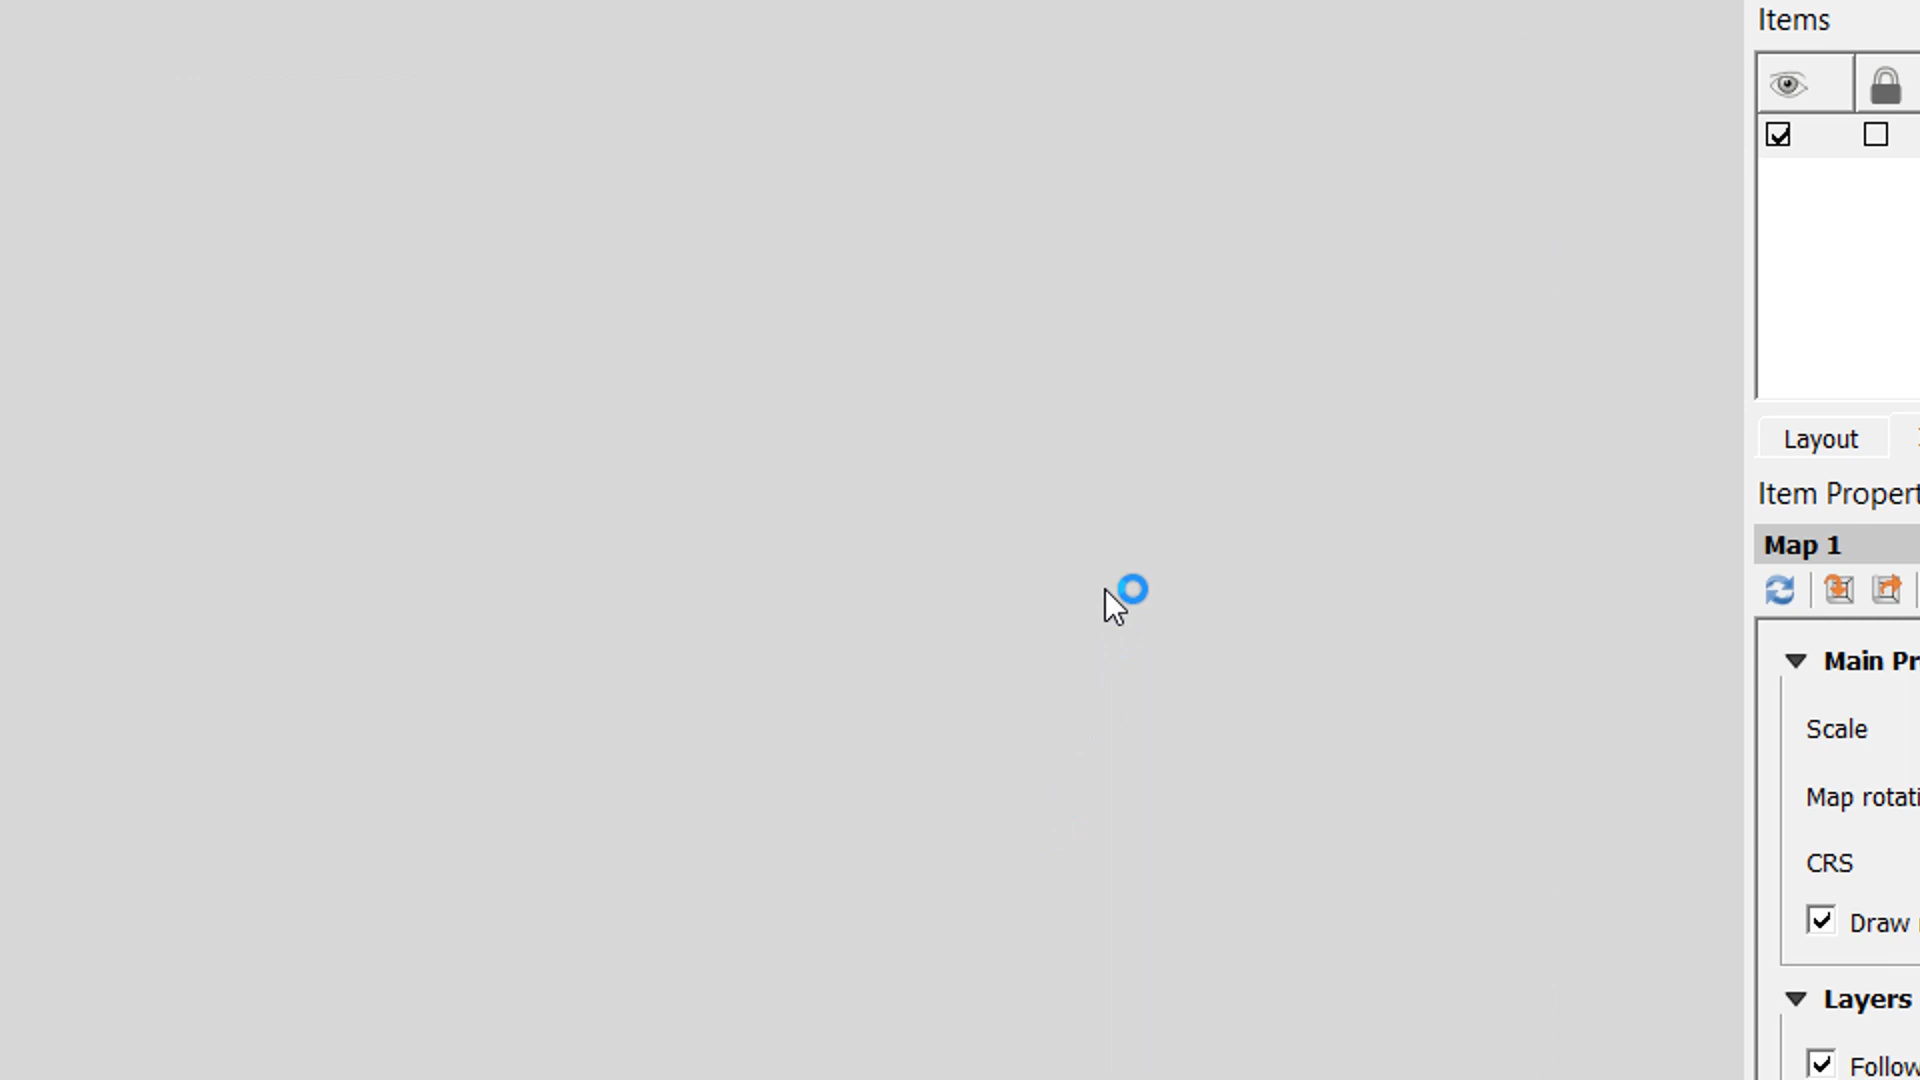 Items
Layout
Item Propert
Map 1
Main Pr
Scale
Map rotati
CRS
Draw
Layers
Follow